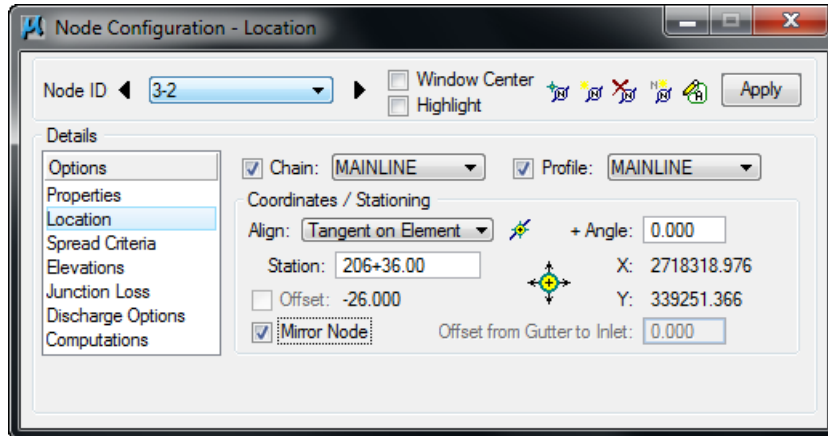 Node Configuration - Location
Node ID 3-2 Window Center
Highlight
Apply
Details
Options
Properties
Location
Spread Criteria
Elevations
Junction Loss
Discharge Options
Computations
Chain: MAINLINE Profile: MAINLINE
Coordinates / Stationing
Align: Tangent on Element + Angle: 0.000
Station: 206+36.00 X: 2718318.976
Offset: -26.000 Y: 339251.366
Mirror Node Offset from Gutter to Inlet: 0.000